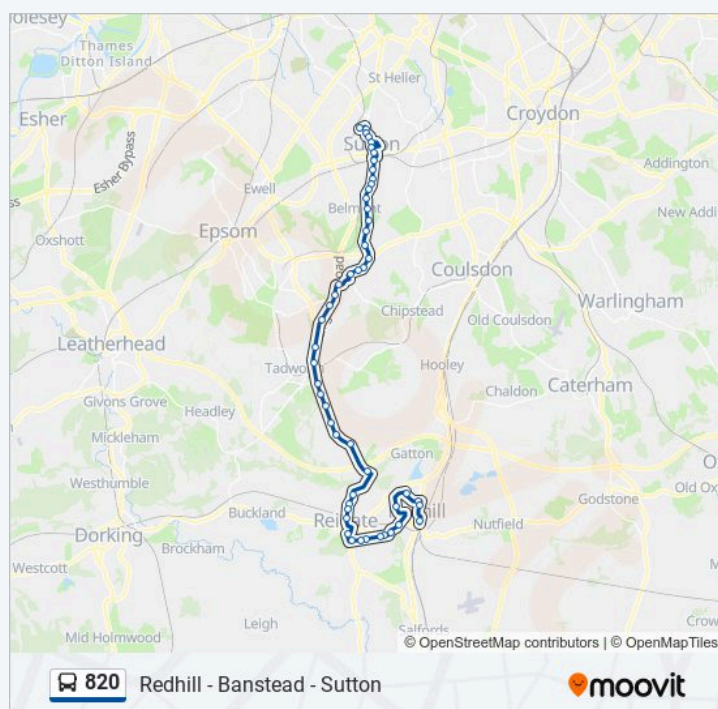 olesey
Thames
Ditton Island
St Helier
Esher
Croydon
Sutton
Esher Bypass
Addington
Ewell
Belmont
New Addi
Oxshott
Epsom
oad
Coulsdon
Warlingham
Chipstead
Old Coulsdon
Leatherhead
Tadworth
Hooley
Chaldon
Caterham
Givons Grove
Headley
Mickleham
Gatton
Westhumble
Godstone
Old Ox
Buckland
Reigate
Redhill
Nutfield
Dorking
Brockham
Westcott
Leigh
Crow
Mid Holmwood
Salfords
© OpenStreetMap contributors | © OpenMapTiles
820
Redhill - Banstead - Sutton
moovit